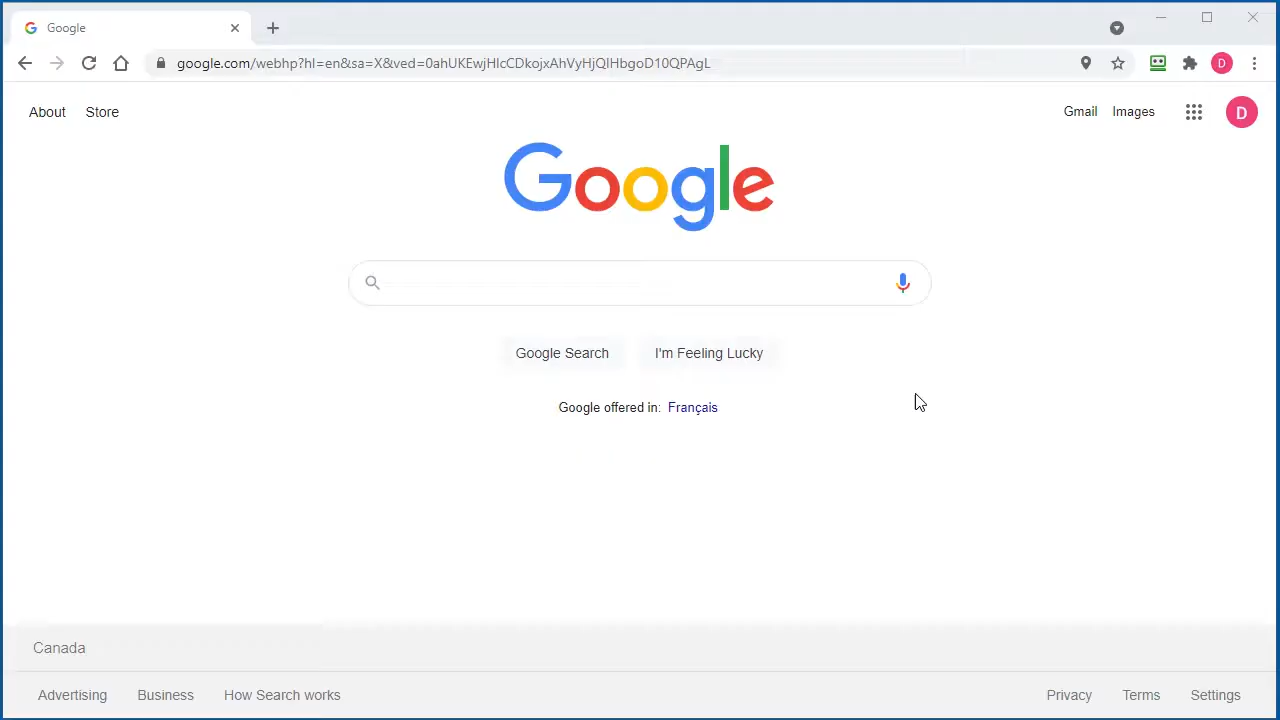 Google
google.com/webhp?hl=en&sa=X&ved=0ahUKEwjHlcCDkojxAhVyHjQIHbgoD10QPAgL
D
About Store
Gmail Images
D
Google
Google Search I'm Feeling Lucky
Google offered in: Français
Canada
Advertising Business How Search works
Privacy Terms Settings